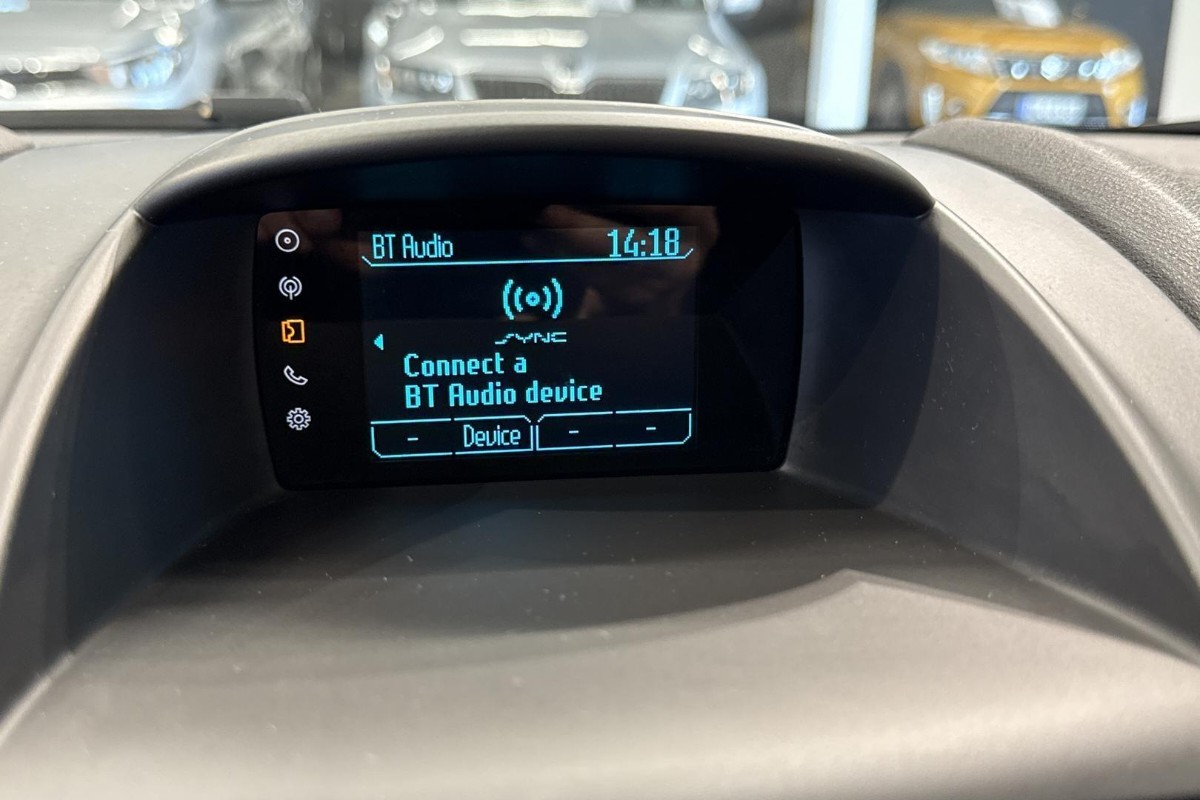 BT Audio 14:18
SYNC
Connect a
BT Audio device
- Device - -